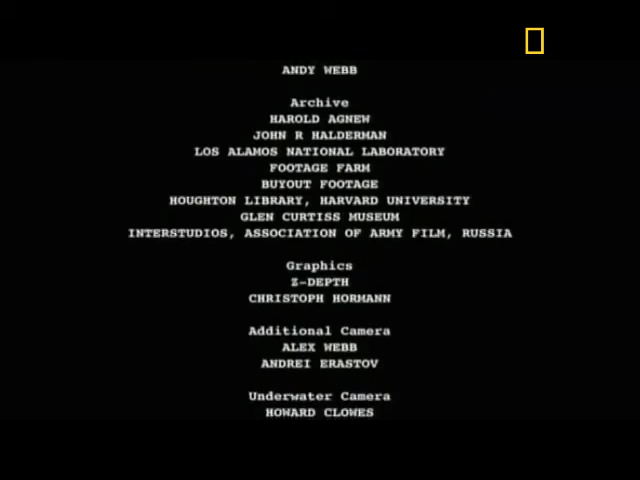 ANDY WEBB
Archive
HAROLD AGNEW
JOHN R HALDERMAN
LOS ALAMOS NATIONAL LABORATORY
FOOTAGE FARM
BUYOUT FOOTAGE
HOUGHTON LIBRARY, HARVARD UNIVERSITY
GLEN CURTISS MUSEUM
INTERSTUDIOS, ASSOCIATION OF ARMY FILM, RUSSIA
Graphics
Z-DEPTH
CHRISTOPH HORMANN
Additional Camera
ALEX WEBB
ANDREI ERASTOV
Underwater Camera
HOWARD CLOWES